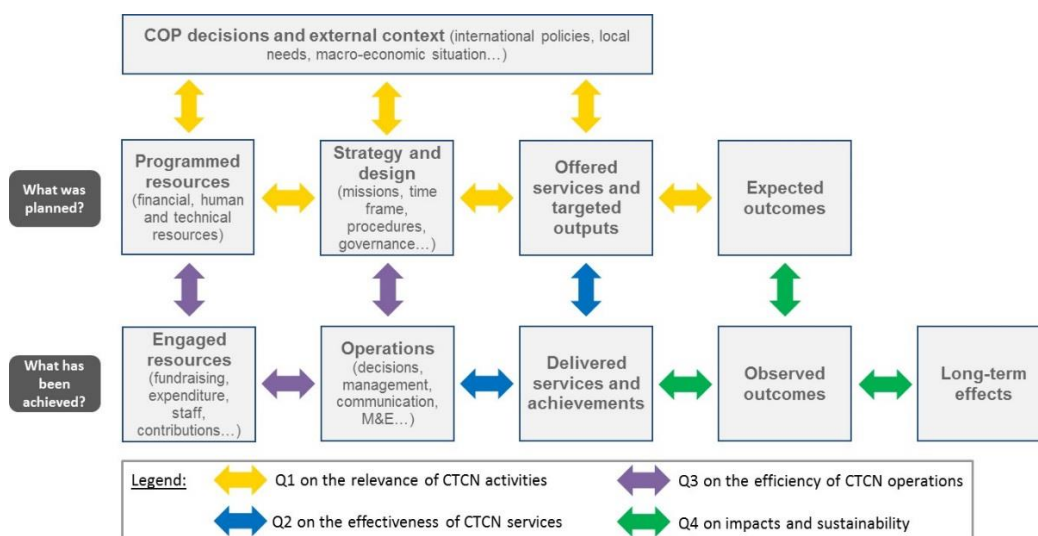 COP decisions and external context (international policies, local
needs, macro-economic situation…)
What was
planned?
Programmed
resources
(financial, human
and technical
resources)
Strategy and
design
(missions, time
frame,
procedures,
governance…)
Offered
services and
targeted
outputs
Expected
outcomes
What has
been
achieved?
Engaged
resources
(fundraising,
expenditure,
staff,
contributions…)
Operations
(decisions,
management,
communication,
M&E…)
Delivered
services and
achievements
Observed
outcomes
Long-term
effects
Legend:
Q1 on the relevance of CTCN activities
Q3 on the efficiency of CTCN operations
Q2 on the effectiveness of CTCN services
Q4 on impacts and sustainability